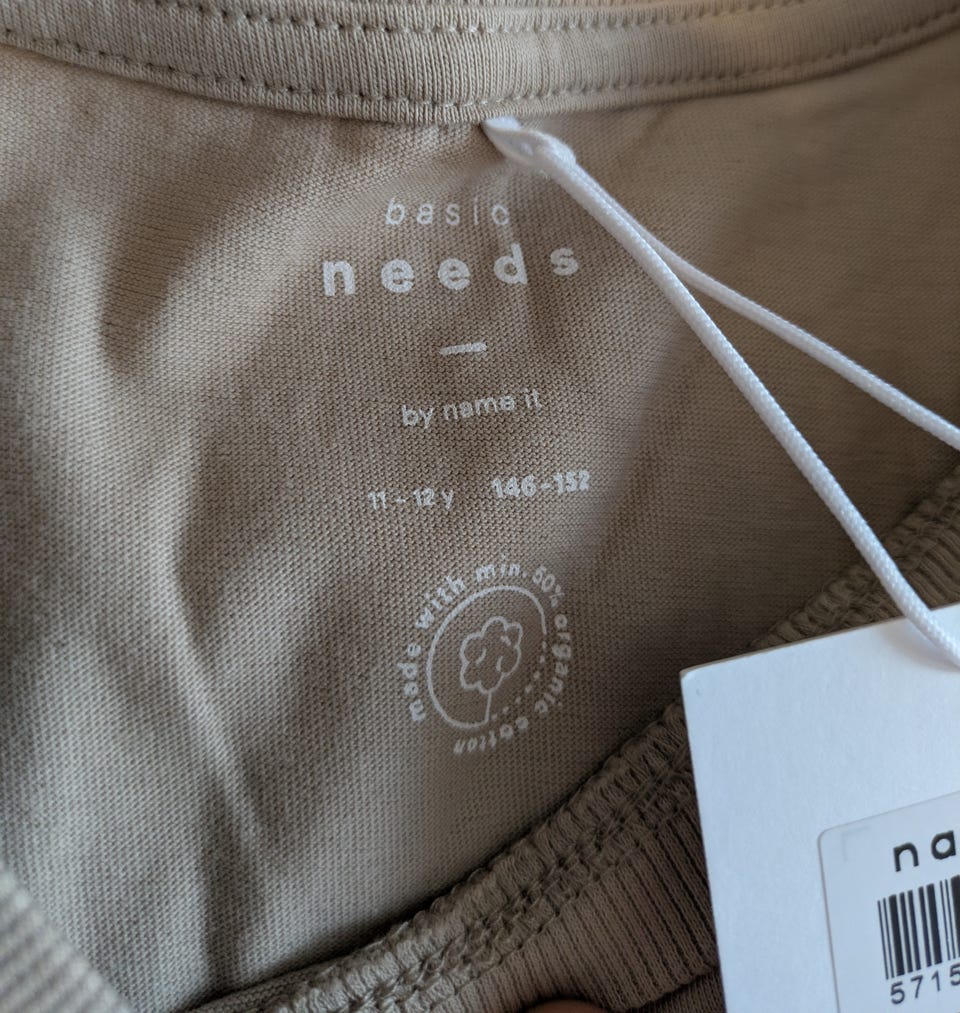 basic
needs
by name it
11-12 y 146-152
made with min. 50% organic cotton
na
5715